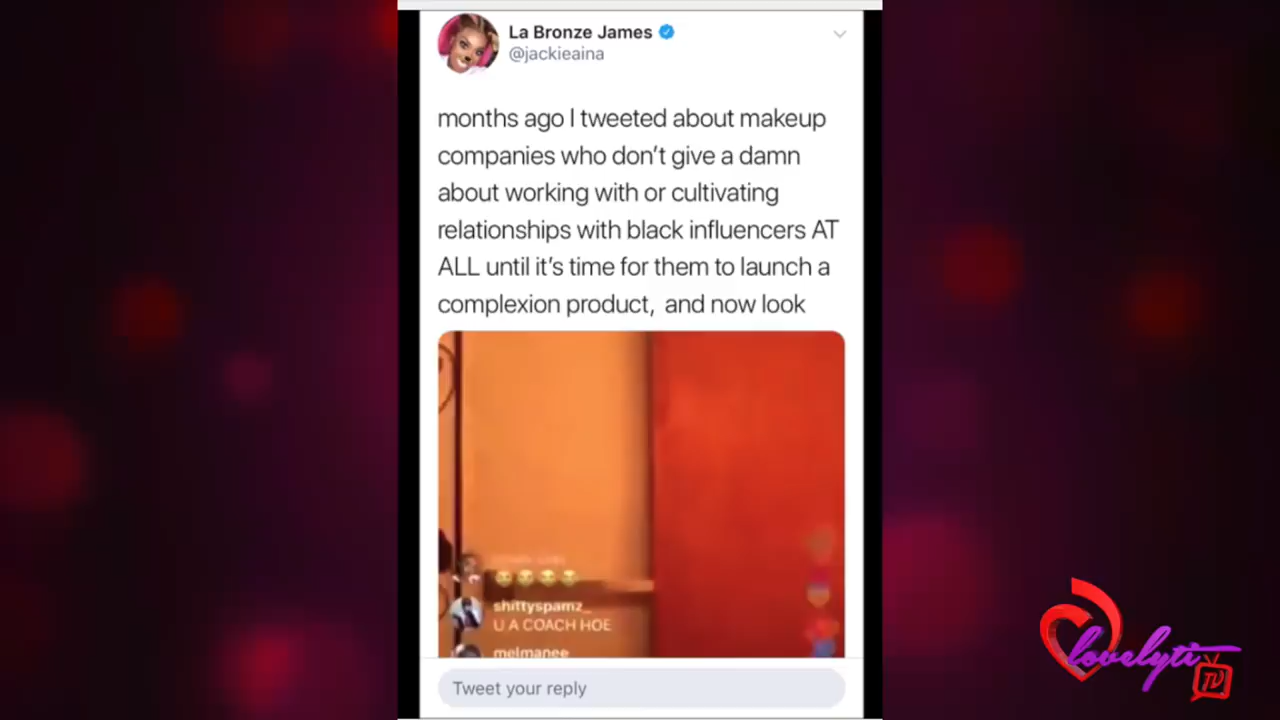 La Bronze James
@jackieaina
months ago I tweeted about makeup
companies who don't give a damn
about working with or cultivating
relationships with black influencers AT
ALL until it's time for them to launch a
complexion product, and now look
shittyspamz_
U A COACH HOE
melmanee
Tweet your reply
lovelyti
TV